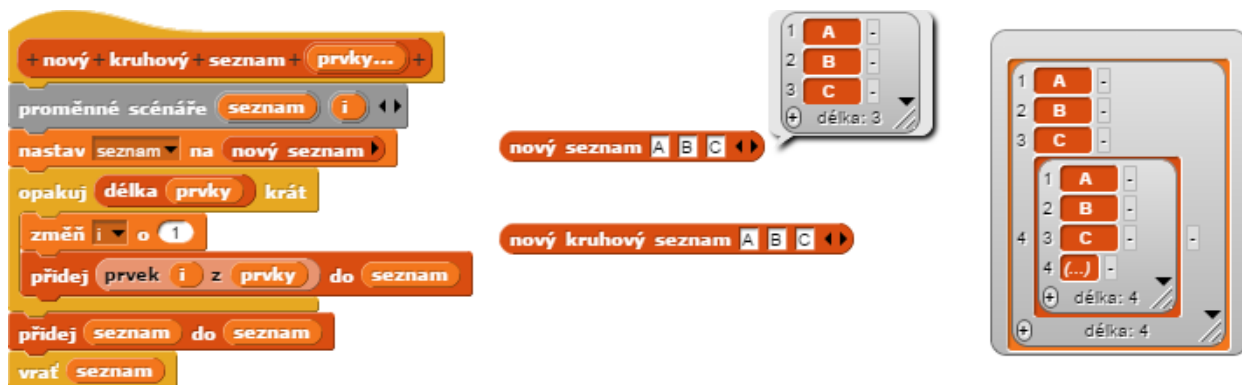 + nový + kruhový + seznam + prvky... +
proměnné scénáře seznam i
nastav seznam na nový seznam
opakuj délka prvky krát
změň i o 1
přidej prvek i z prvky do seznam
přidej seznam do seznam
vrať seznam
nový seznam A B C
1 A -
2 B -
3 C -
+ délka: 3
nový kruhový seznam A B C
1 A -
2 B -
3 C -
4
1 A -
2 B -
3 C -
4 (...) -
+ délka: 4
-
+ délka: 4